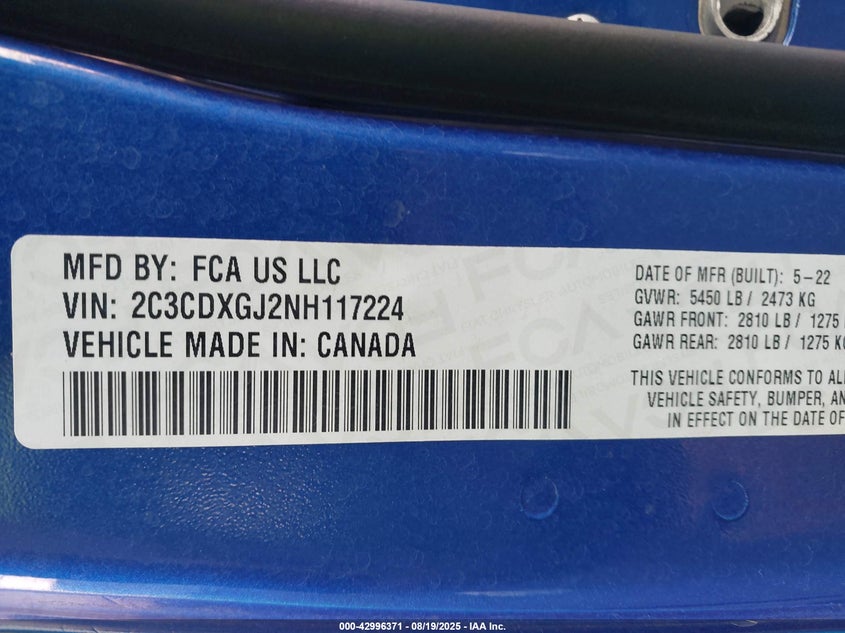 MFD BY: FCA US LLC
VIN: 2C3CDXGJ2NH117224
VEHICLE MADE IN: CANADA
DATE OF MFR (BUILT): 5-22
GVWR: 5450 LB / 2473 KG
GAWR FRONT: 2810 LB / 1275
GAWR REAR: 2810 LB / 1275 KG
THIS VEHICLE CONFORMS TO ALL
VEHICLE SAFETY, BUMPER, AN
IN EFFECT ON THE DATE OF
000-42996371 - 08/19/2025 - IAA Inc.